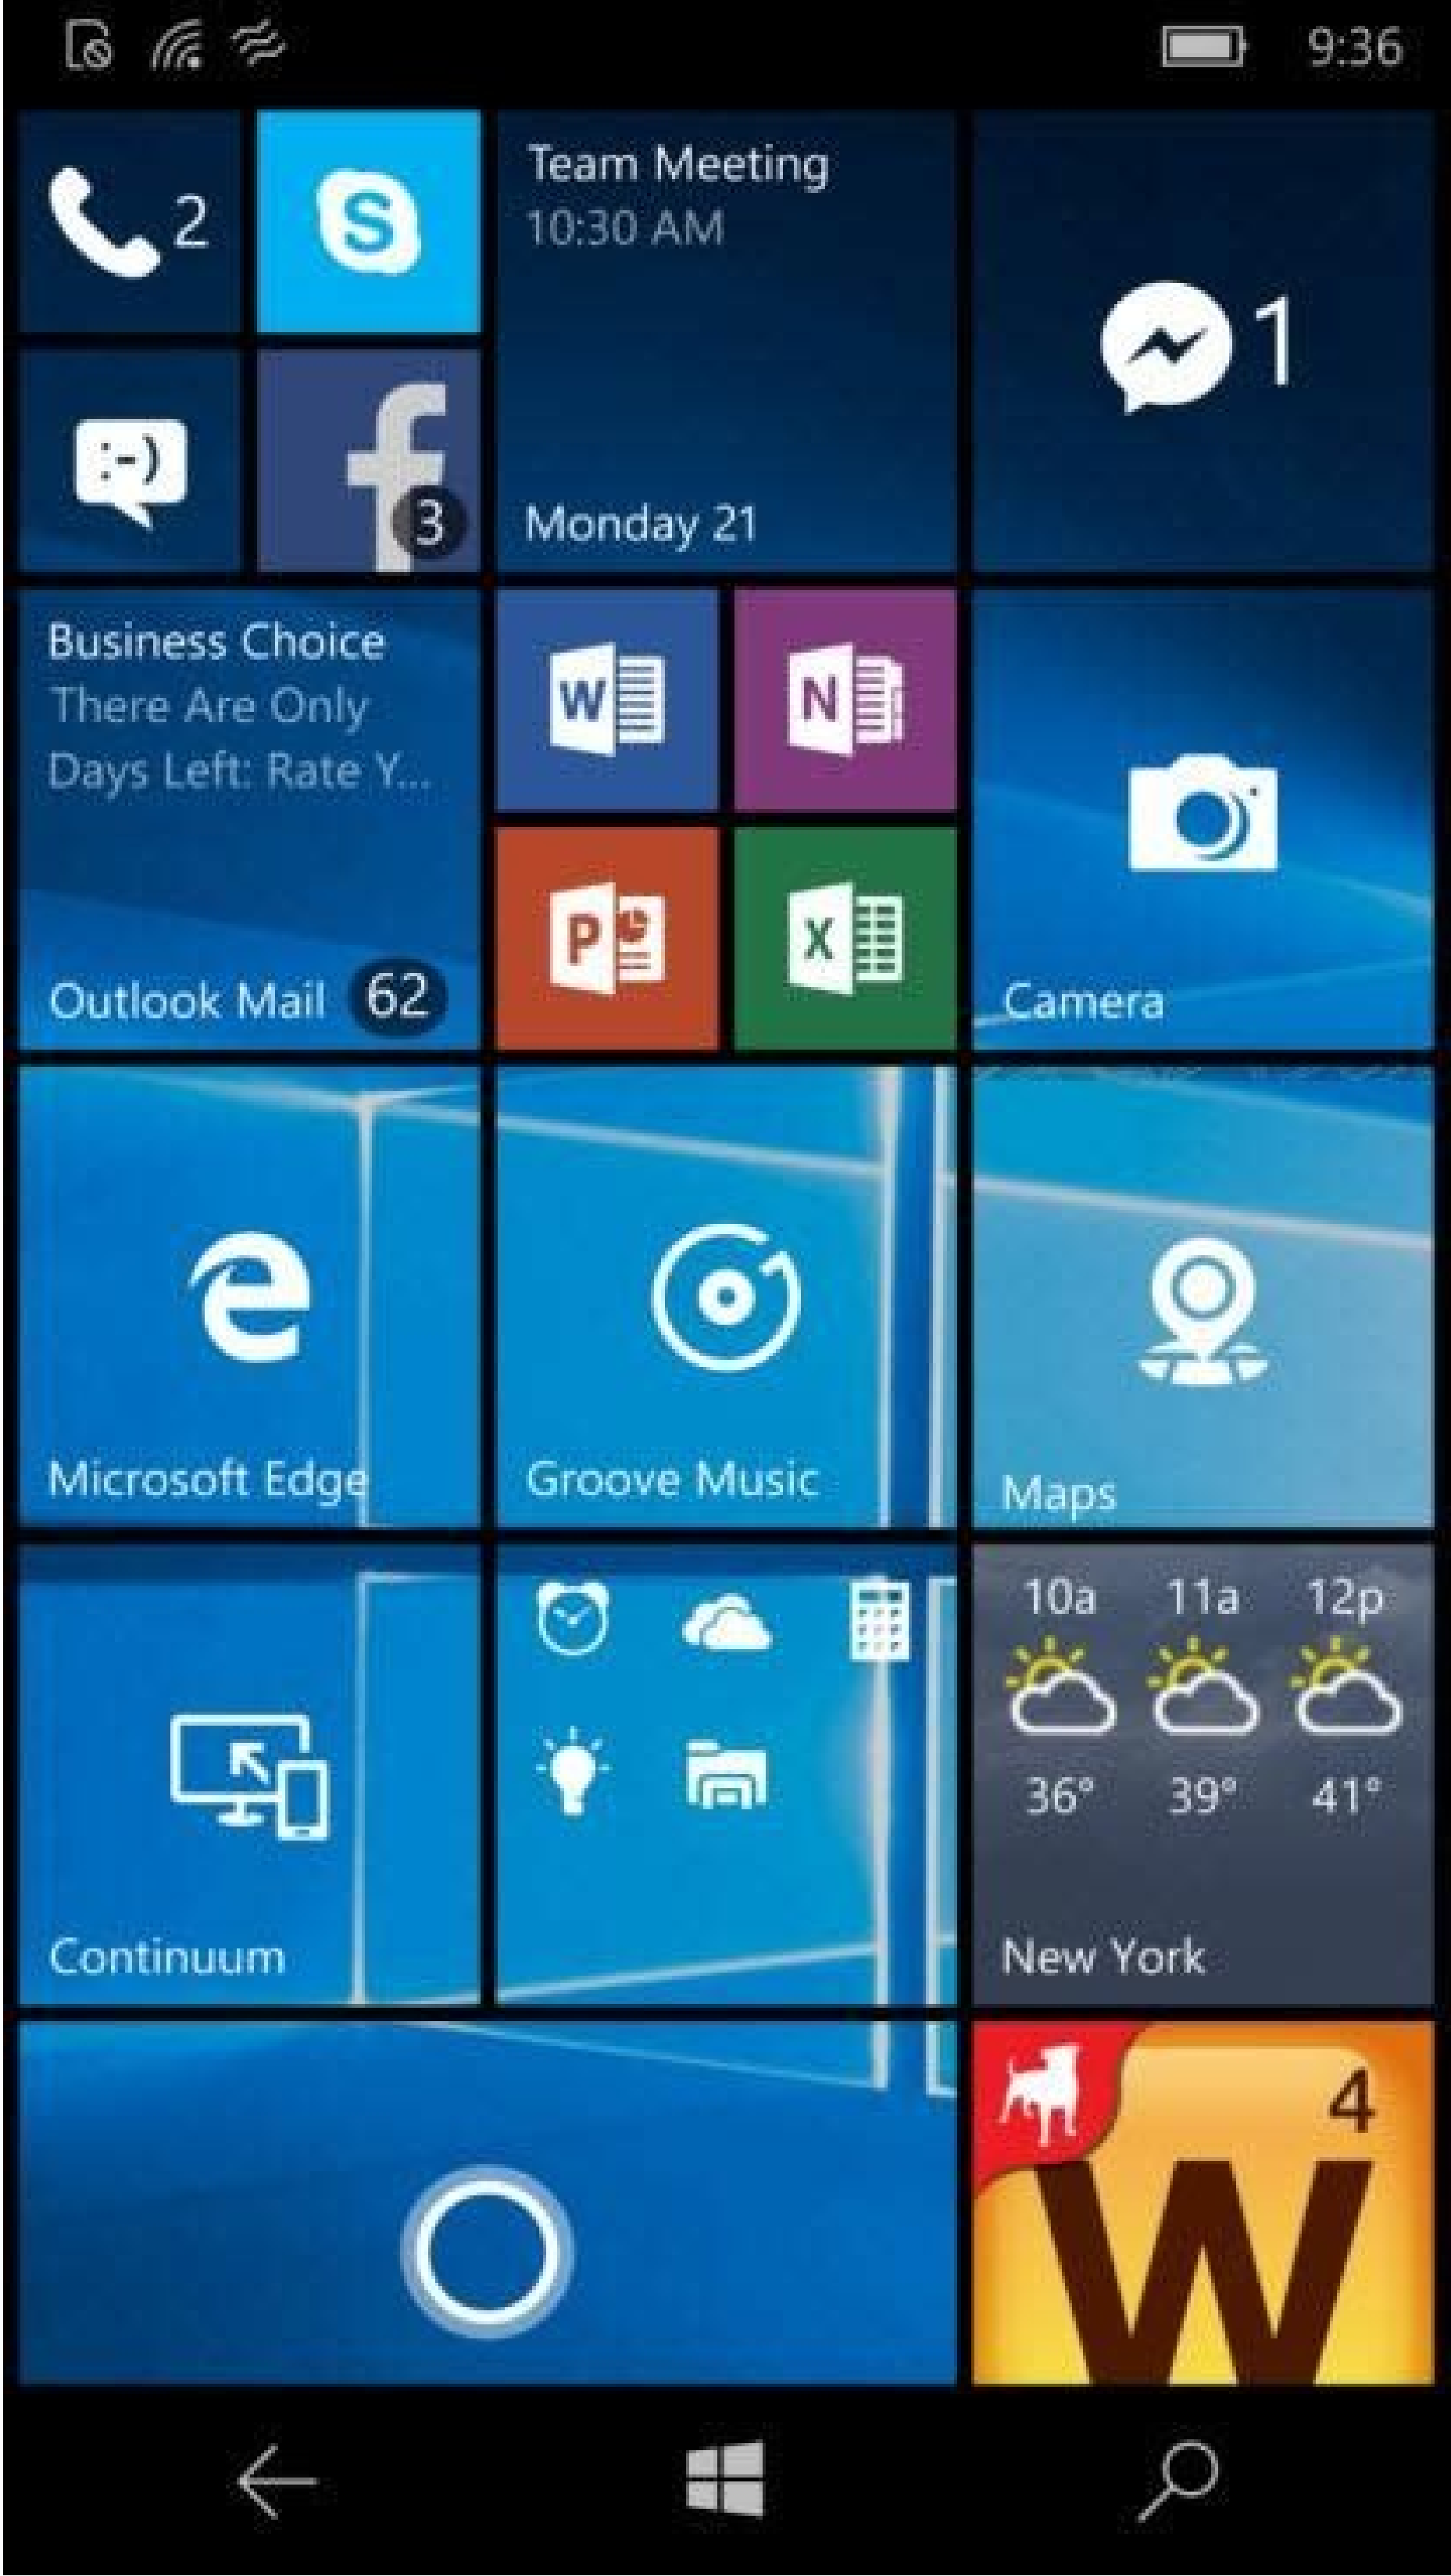 9:36
2
S
Team Meeting
10:30 AM
Monday 21
1
:-)
f
3
Business Choice
There Are Only
Days Left: Rate Y...
Outlook Mail 62
W
N
P
X
Camera
Microsoft Edge
Groove Music
Maps
Continuum
10a 11a 12p
36° 39° 41°
New York
4
W